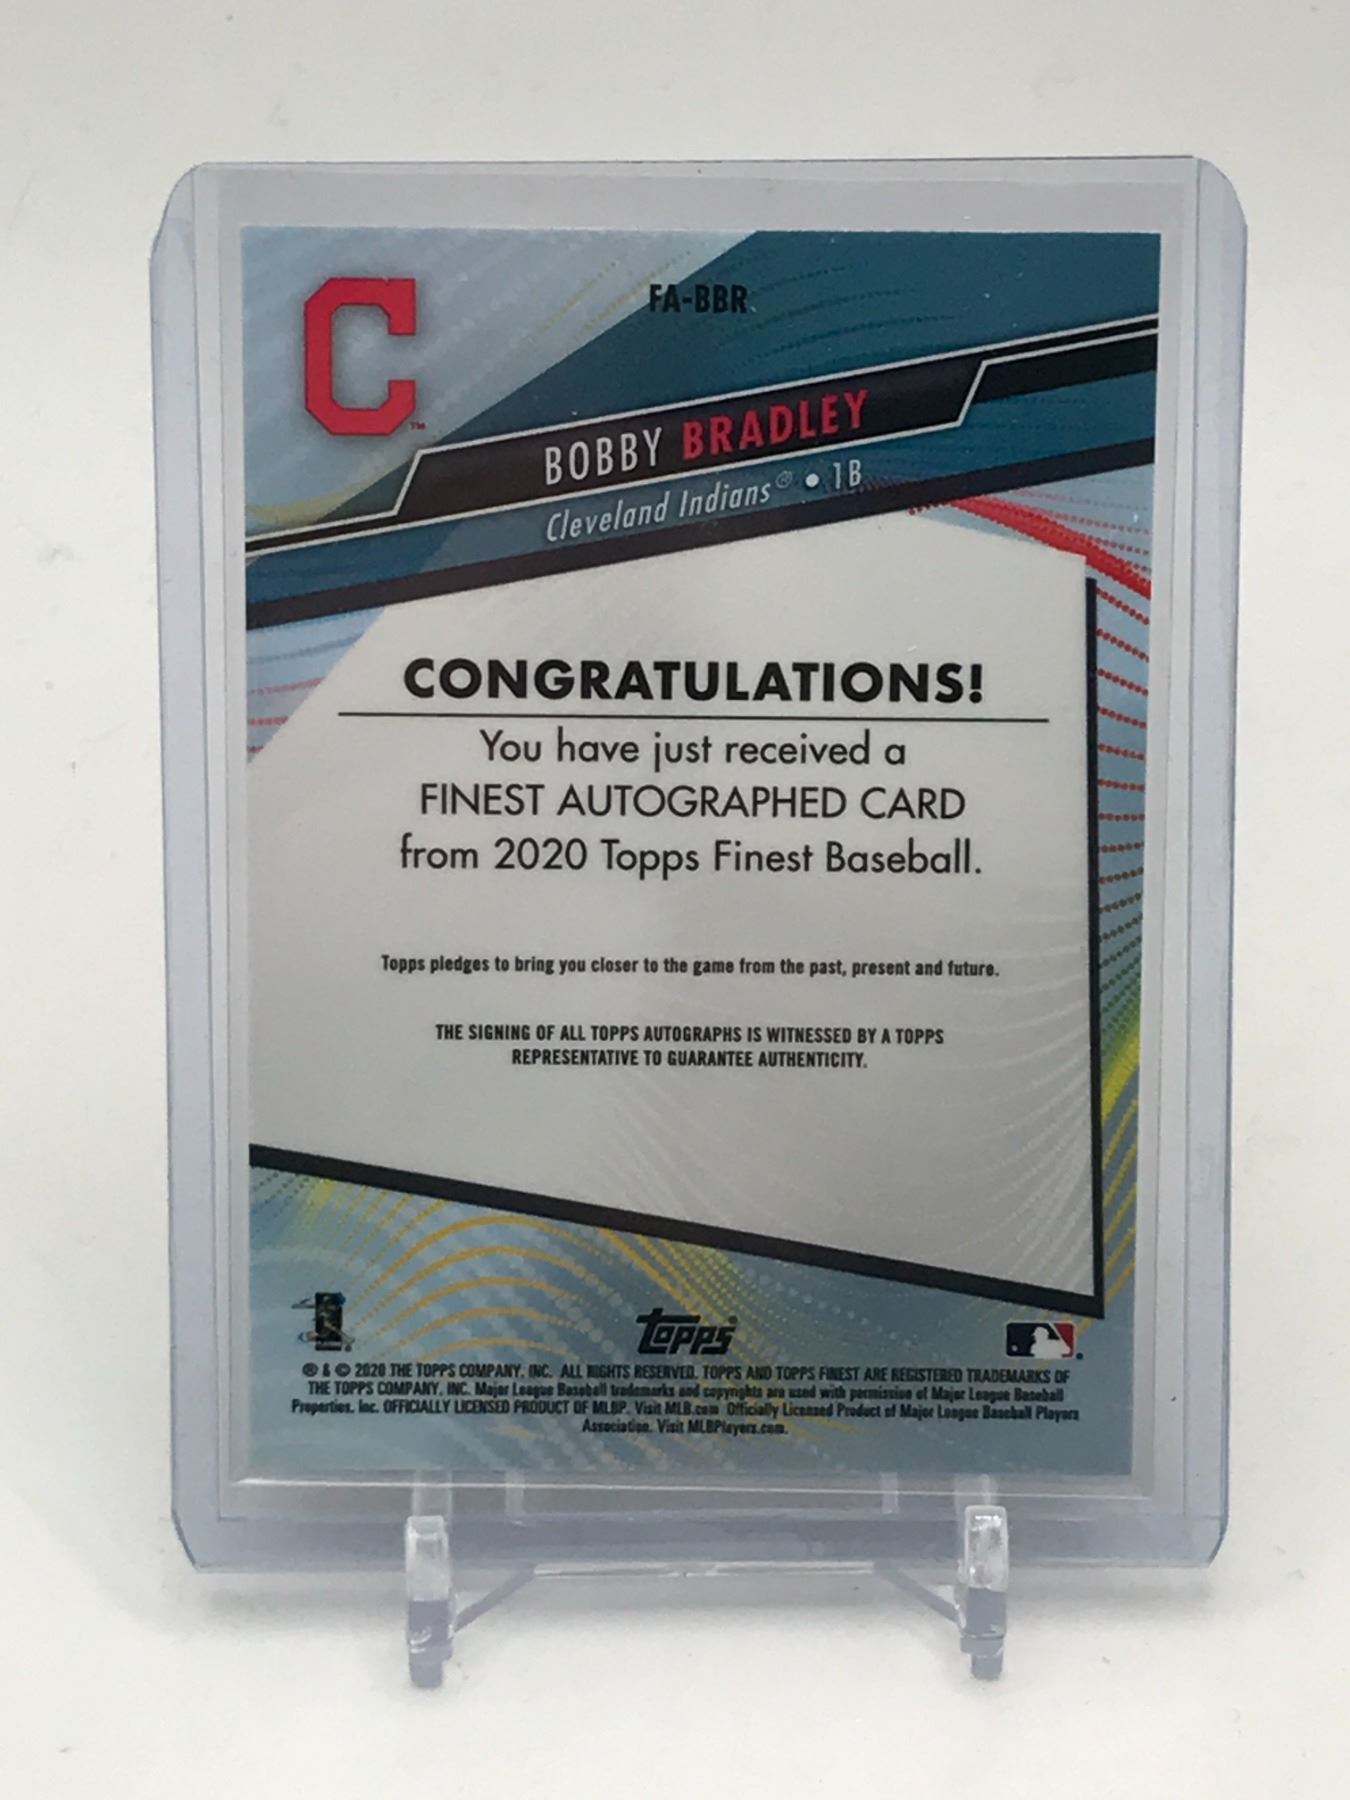 FA-BBR
C™
BOBBY BRADLEY
Cleveland Indians® • 1B
CONGRATULATIONS!
You have just received a
FINEST AUTOGRAPHED CARD
from 2020 Topps Finest Baseball.
Topps pledges to bring you closer to the game from the past, present and future.
THE SIGNING OF ALL TOPPS AUTOGRAPHS IS WITNESSED BY A TOPPS
REPRESENTATIVE TO GUARANTEE AUTHENTICITY.
topps
® & © 2020 THE TOPPS COMPANY, INC. ALL RIGHTS RESERVED. TOPPS AND TOPPS FINEST ARE REGISTERED TRADEMARKS OF
THE TOPPS COMPANY, INC. Major League Baseball trademarks and copyrights are used with permission of Major League Baseball
Properties, Inc. OFFICIALLY LICENSED PRODUCT OF MLBP. Visit MLB.com Officially Licensed Product of Major League Baseball Players
Association. Visit MLBPlayers.com.